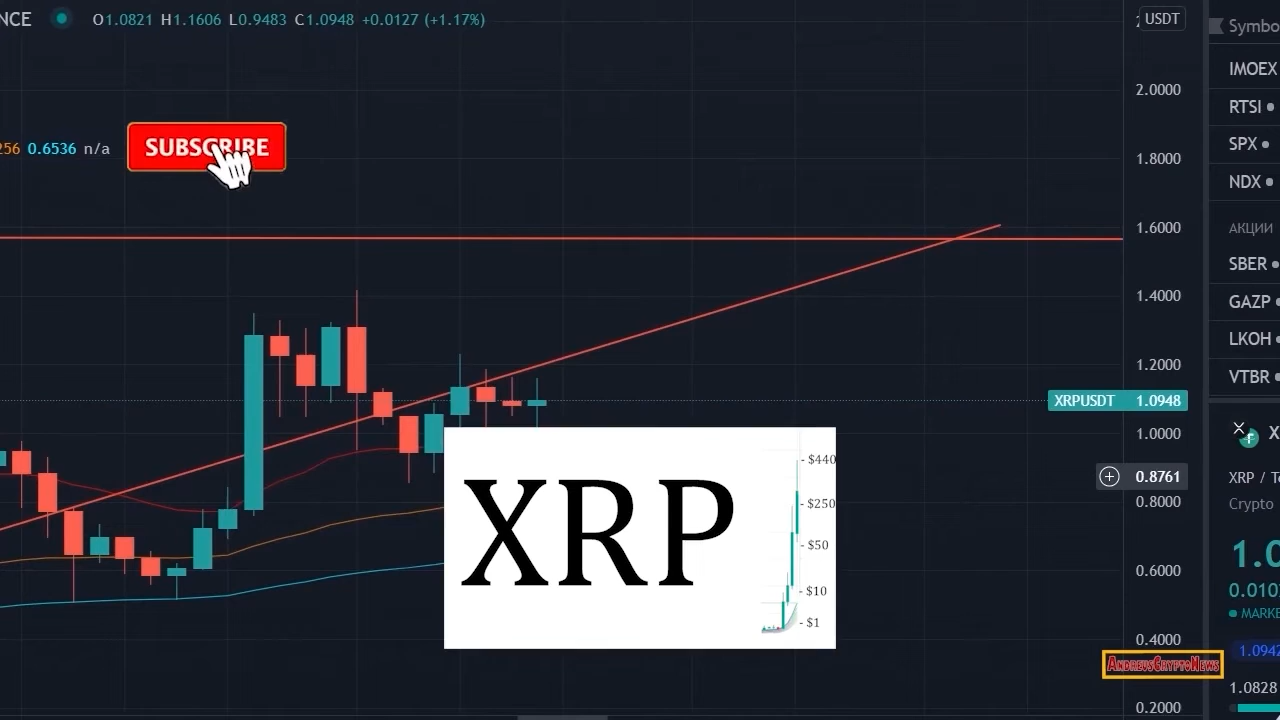 NCE O1.0821 H1.1606 L0.9483 C1.0948 +0.0127 (+1.17%)
USDT
Symbo
2.0000
IMOEX
RTSI
256 0.6536 n/a
SUBSCRIBE
1.8000
SPX
NDX
1.6000
АКЦИИ
SBER
1.4000
GAZP
LKOH
1.2000
VTBR
XRPUSDT 1.0948
1.0000
X
XRP
- $440
- $250
- $50
- $10
- $1
0.8761
XRP / Te
0.8000
Crypto
1.0
0.6000
0.010
MARKE
0.4000
1.0942
ANDREUSCRYPTONEWS
1.0828
0.2000